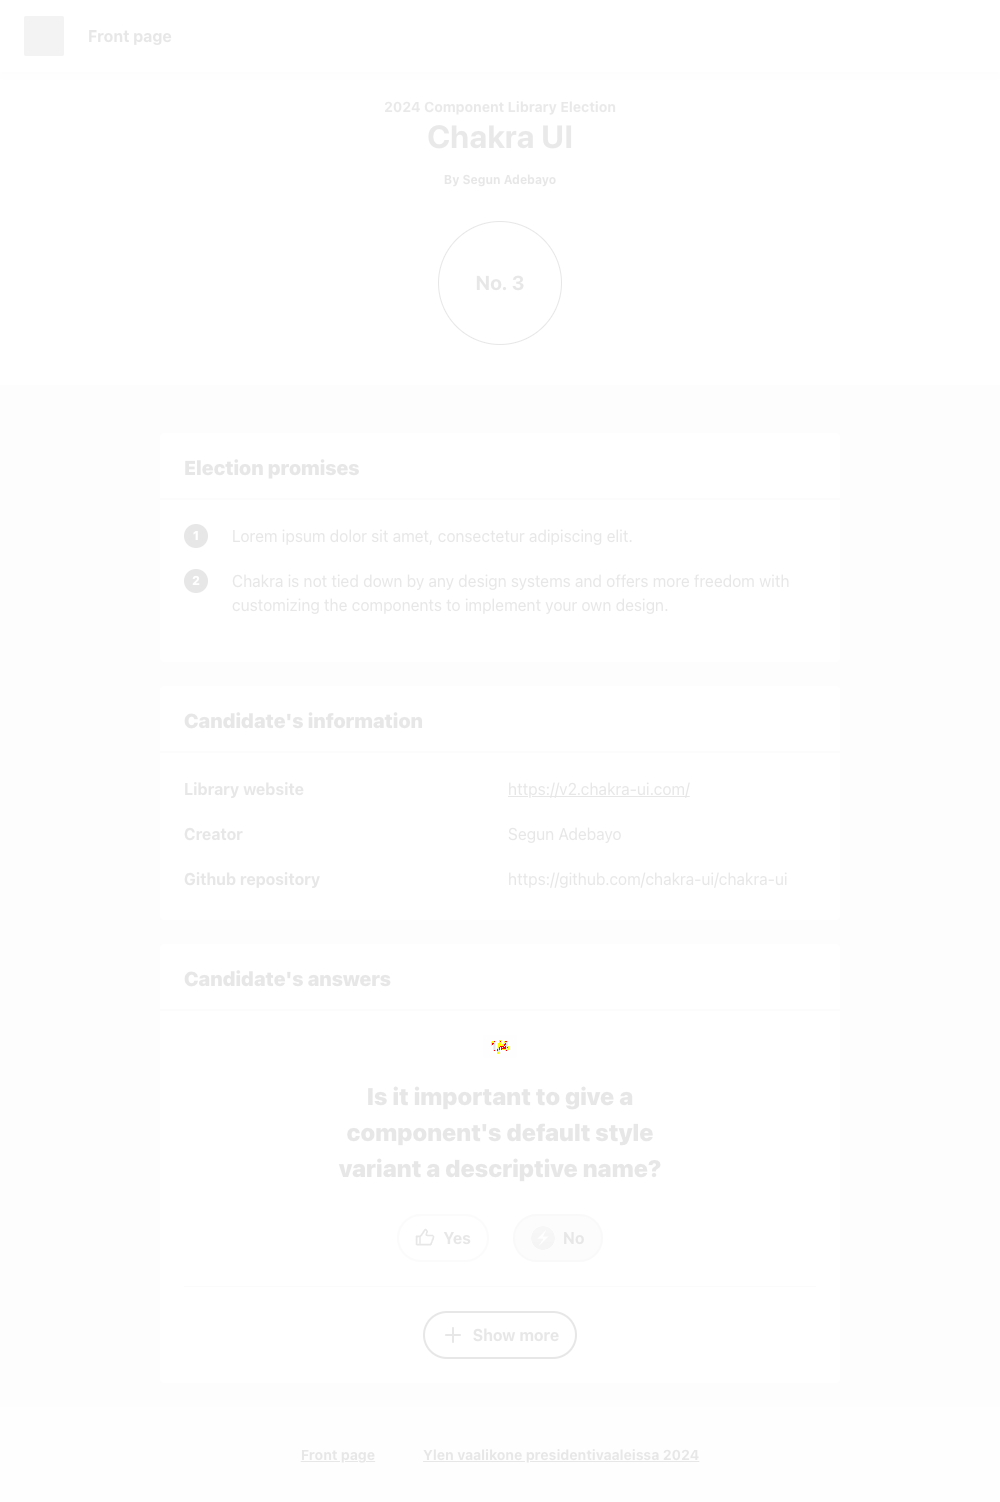 Front page
2024 Component Library Election
Chakra UI
By Segun Adebayo
No. 3
Election promises
1 Lorem ipsum dolor sit amet, consectetur adipiscing elit.
2 Chakra is not tied down by any design systems and offers more freedom with
customizing the components to implement your own design.
Candidate's information
Library website https://v2.chakra-ui.com/
Creator Segun Adebayo
Github repository https://github.com/chakra-ui/chakra-ui
Candidate's answers
Is it important to give a
component's default style
variant a descriptive name?
Yes No
Show more
Front page Ylen vaalikone presidentivaaleissa 2024